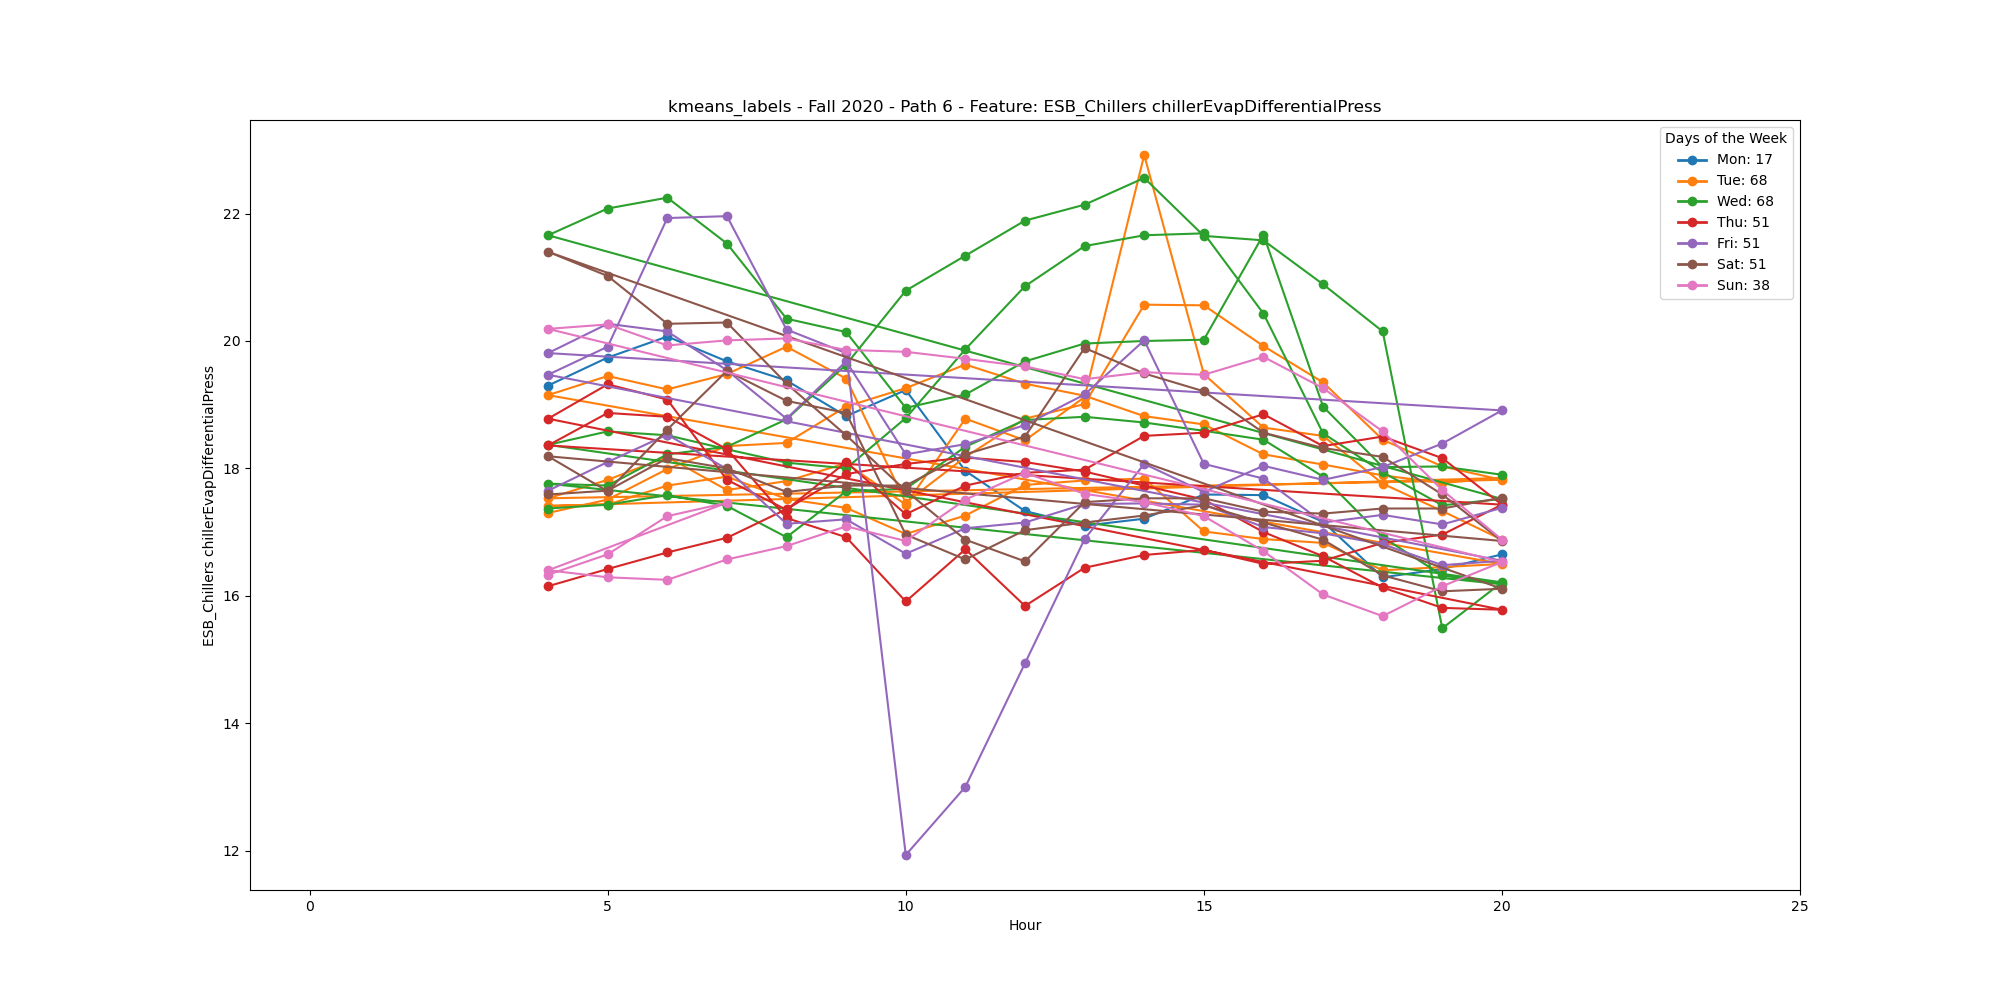 kmeans_labels - Fall 2020 - Path 6 - Feature: ESB_Chillers chillerEvapDifferentialPress
Days of the Week
Mon: 17
Tue: 68
Wed: 68
Thu: 51
Fri: 51
Sat: 51
Sun: 38
ESB_Chillers chillerEvapDifferentialPress
22
20
18
16
14
12
0 5 10 15 20 25
Hour